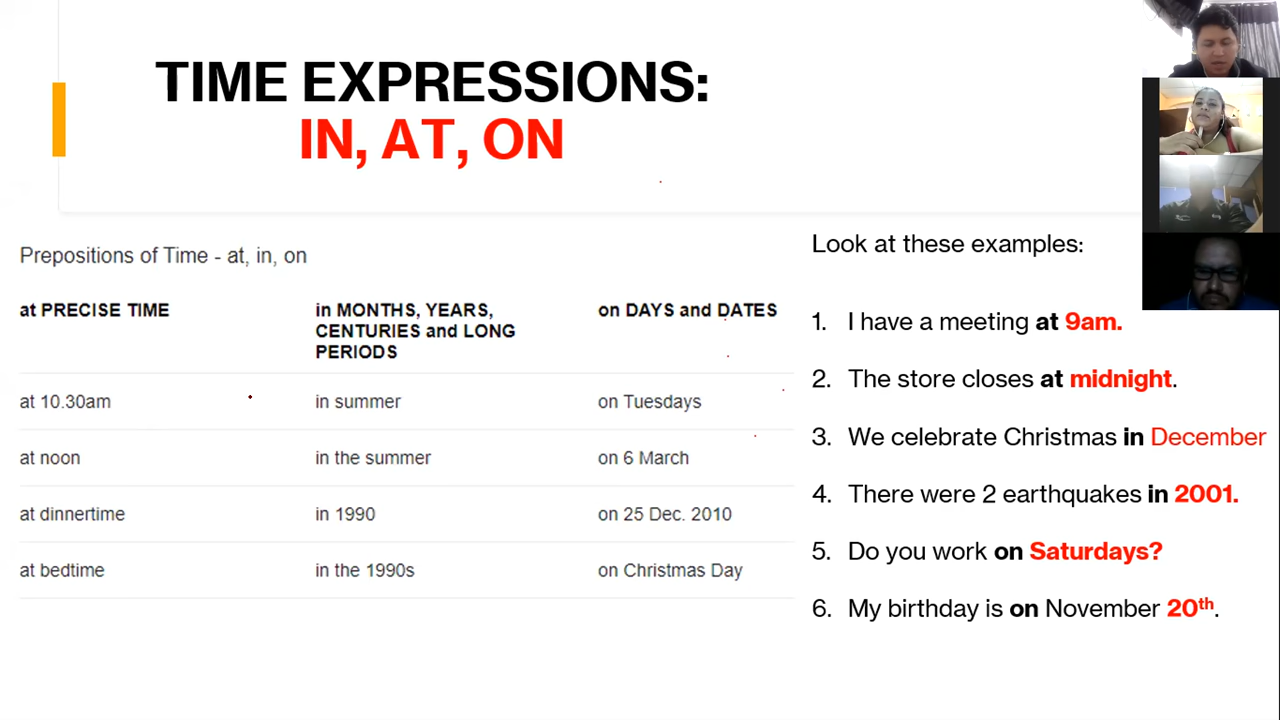 TIME EXPRESSIONS:
IN, AT, ON
Prepositions of Time - at, in, on
at PRECISE TIME
in MONTHS, YEARS,
CENTURIES and LONG
PERIODS
on DAYS and DATES
at 10.30am
in summer
on Tuesdays
at noon
in the summer
on 6 March
at dinnertime
in 1990
on 25 Dec. 2010
at bedtime
in the 1990s
on Christmas Day
Look at these examples:
1. I have a meeting at 9am.
2. The store closes at midnight.
3. We celebrate Christmas in December
4. There were 2 earthquakes in 2001.
5. Do you work on Saturdays?
6. My birthday is on November 20th.